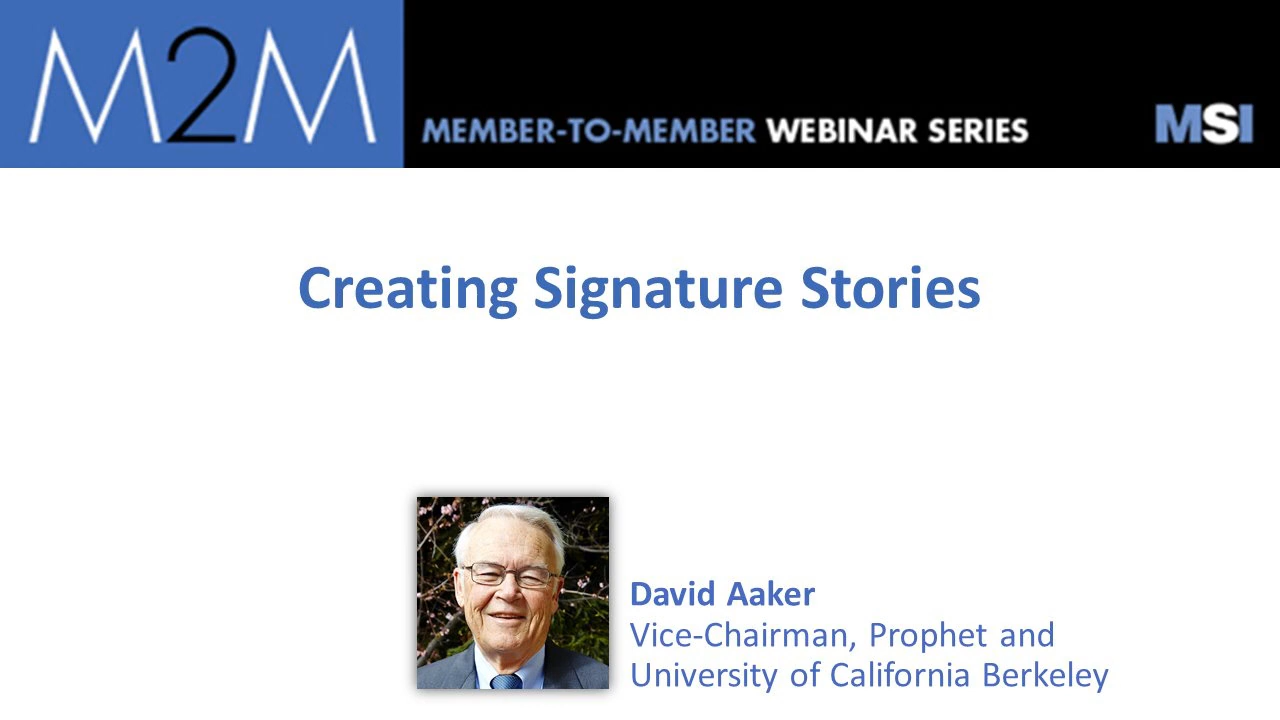 M2M
MEMBER-TO-MEMBER WEBINAR SERIES
MSI
Creating Signature Stories
David Aaker
Vice-Chairman, Prophet and
University of California Berkeley